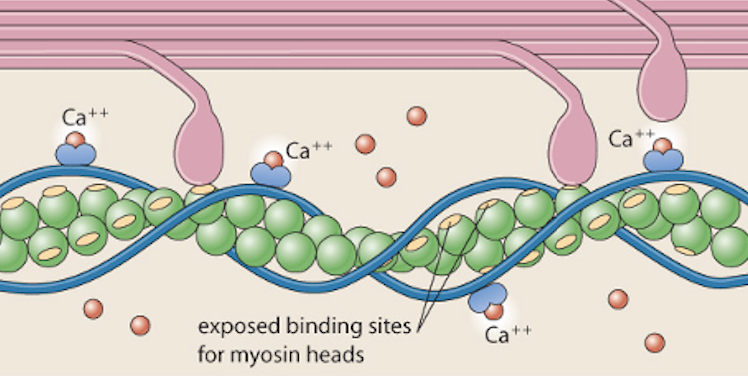 Ca++
Ca++
Ca++
exposed binding sites
for myosin heads
Ca++